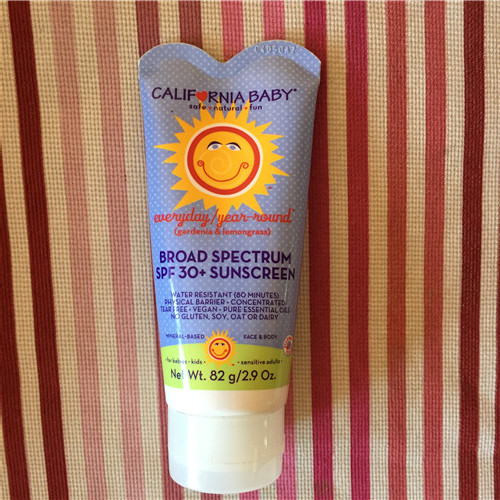 CALIFORNIA BABY®
safe • natural • fun
everyday/year-round™
(gardenia & lemongrass)
BROAD SPECTRUM
SPF 30+ SUNSCREEN
WATER RESISTANT (80 MINUTES)
PHYSICAL BARRIER • CONCENTRATED
TEAR FREE • VEGAN • PURE ESSENTIAL OILS
NO GLUTEN, SOY, OAT OR DAIRY
MINERAL-BASED FACE & BODY
• for babies • kids • • sensitive adults •
Net Wt. 82 g/2.9 Oz.